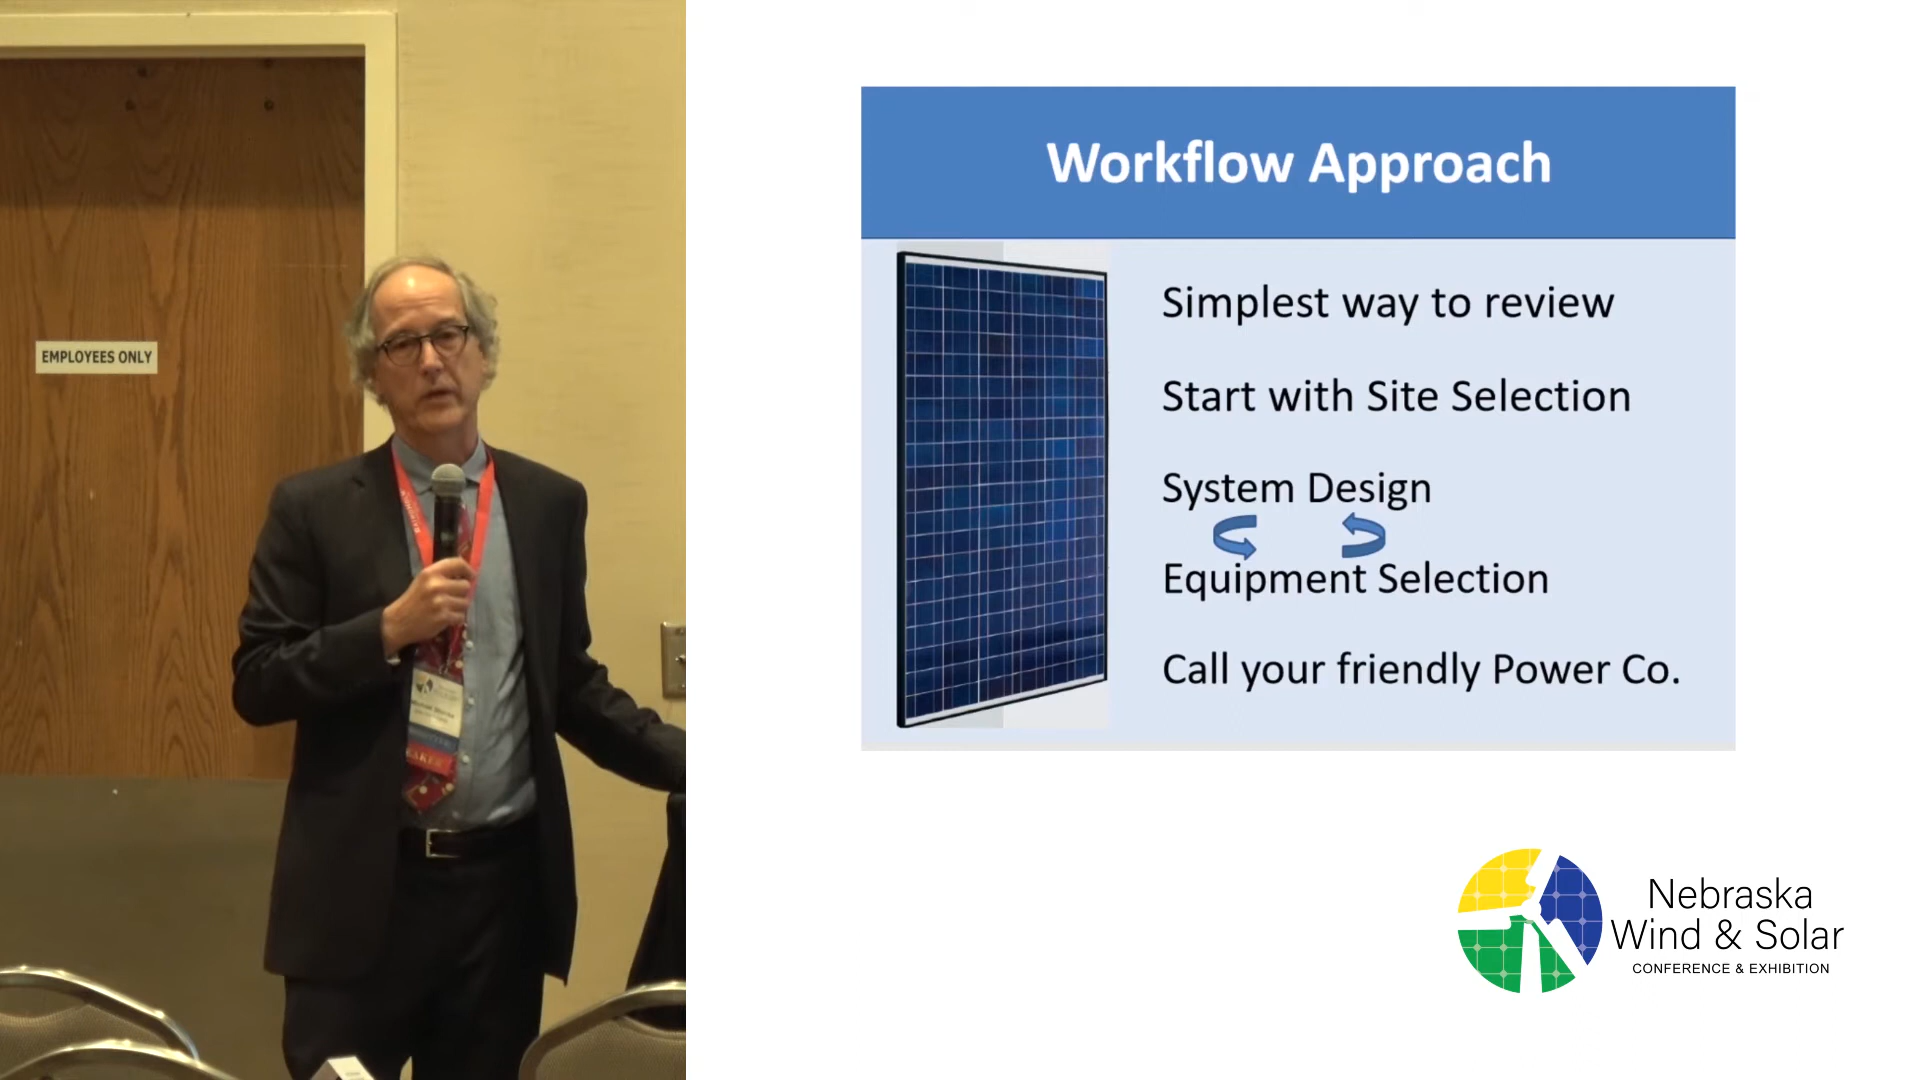 EMPLOYEES ONLY
Workflow Approach
Simplest way to review
Start with Site Selection
System Design
Equipment Selection
Call your friendly Power Co.
Nebraska
Wind & Solar
CONFERENCE & EXHIBITION